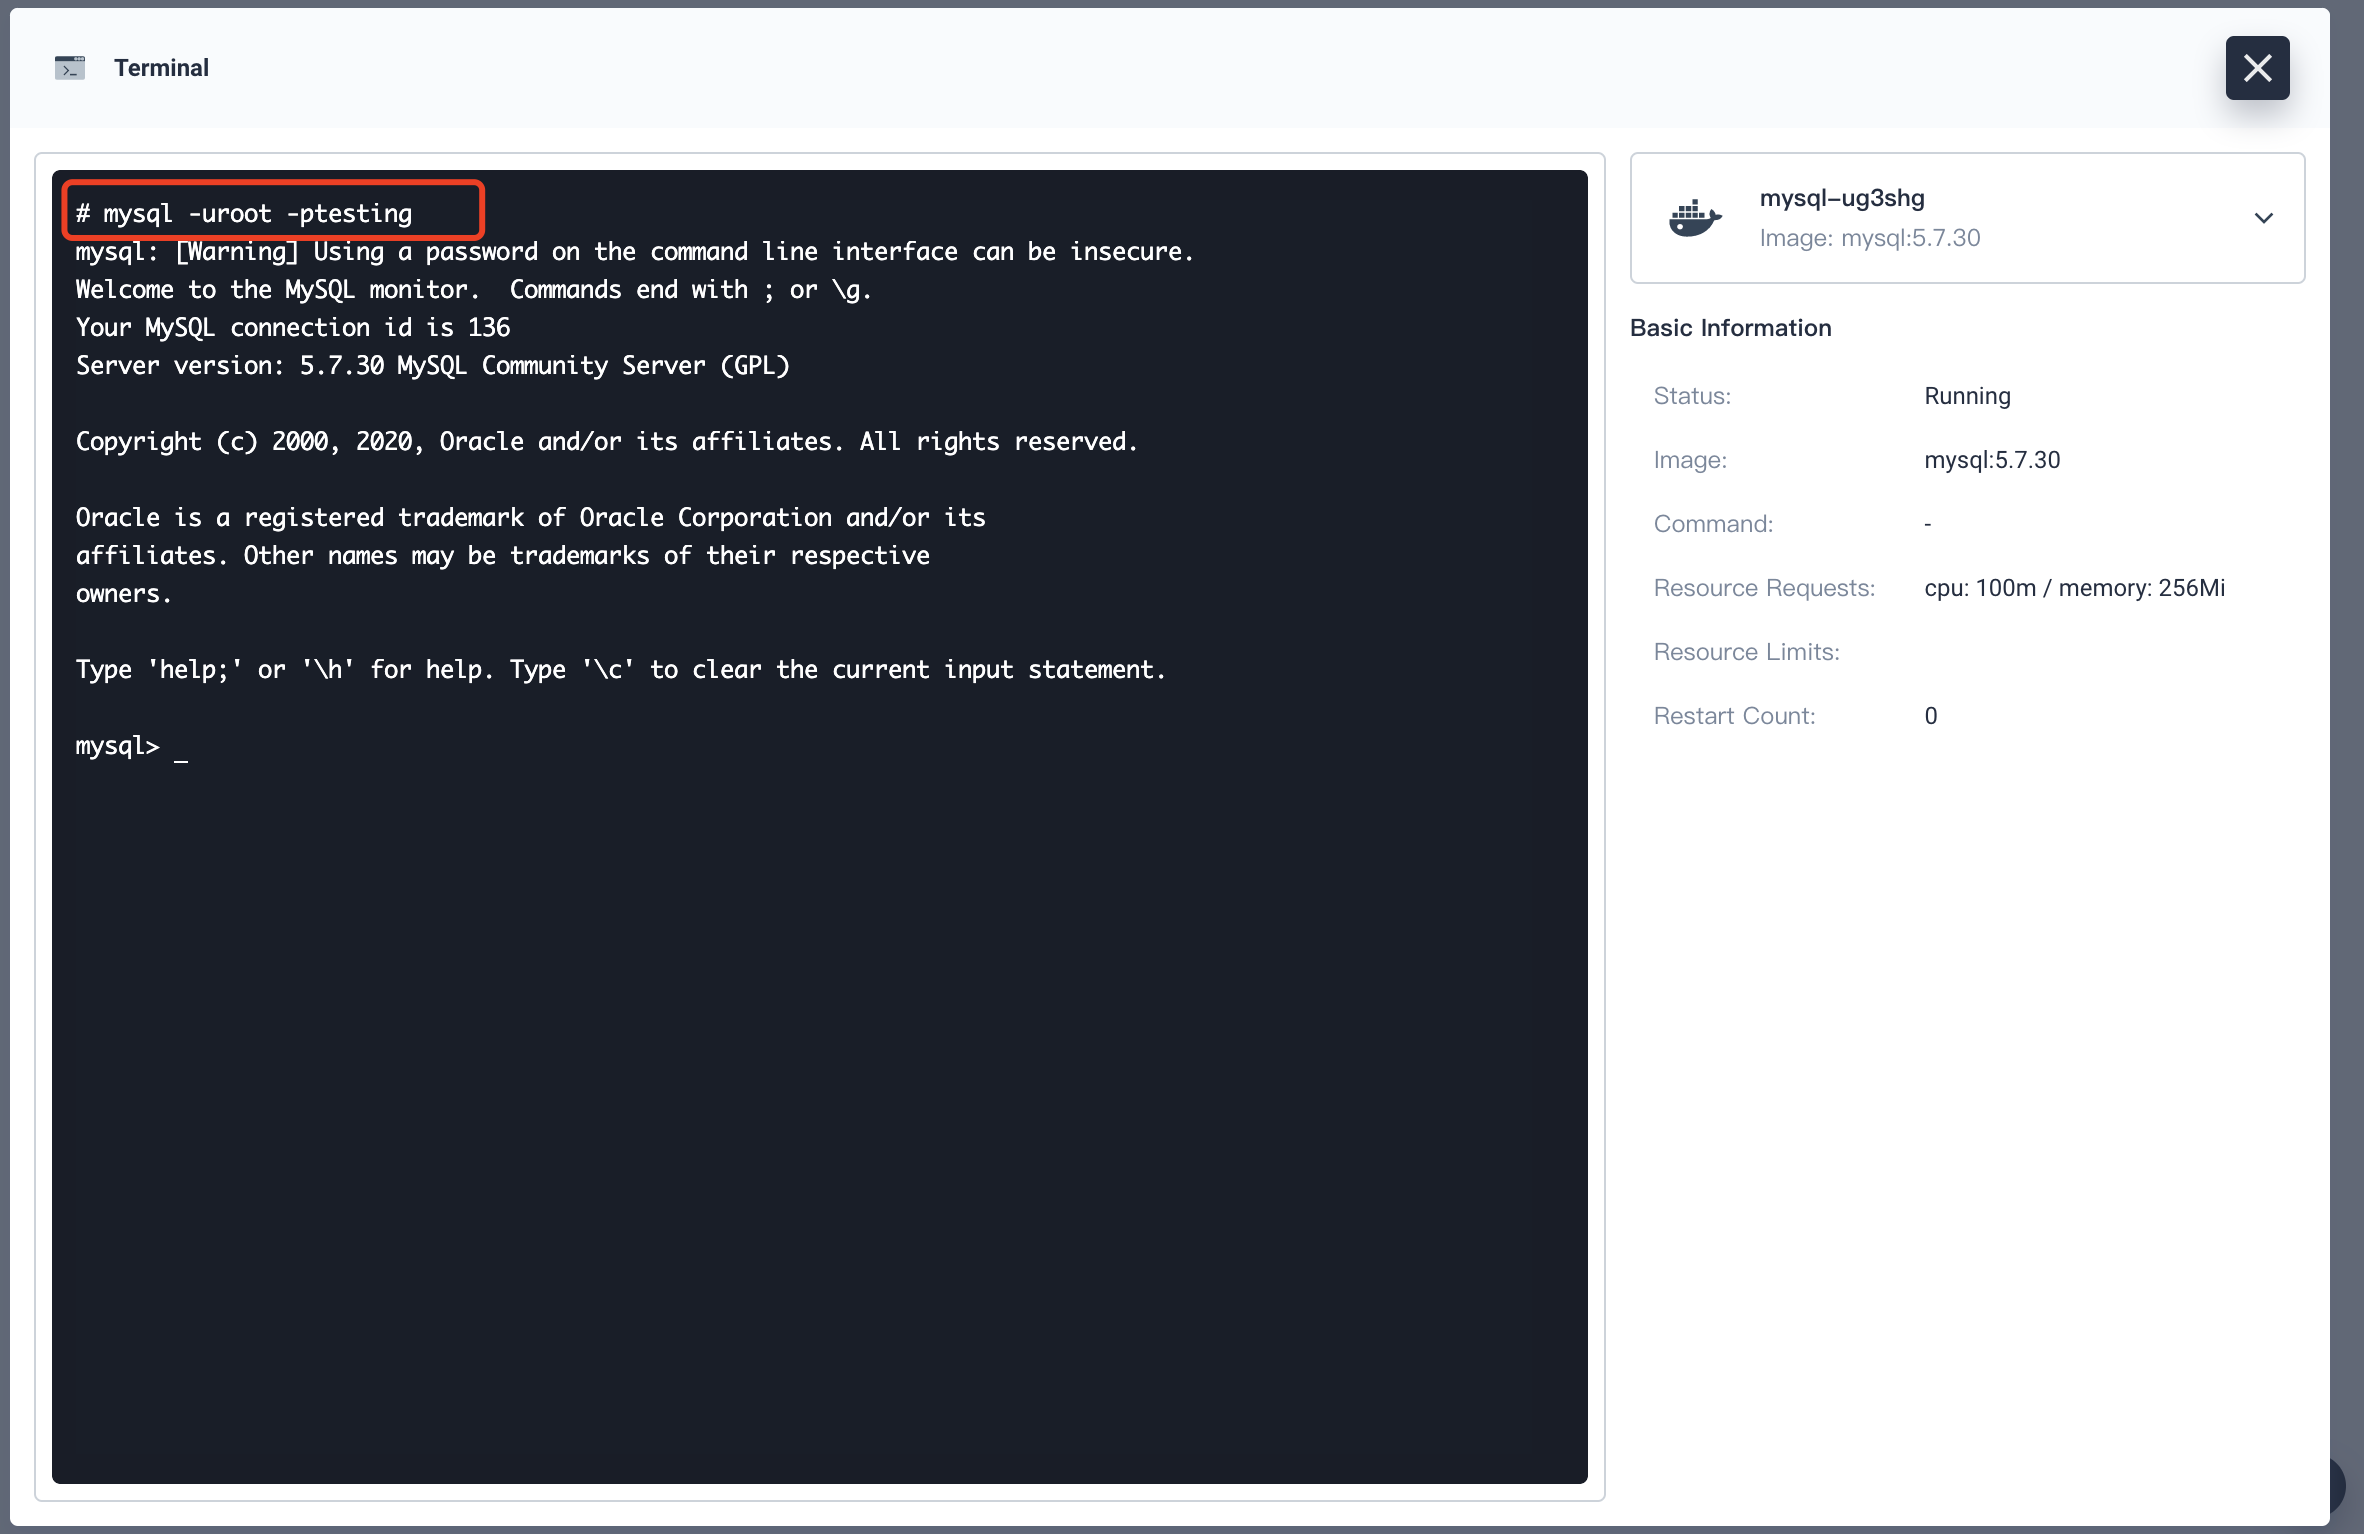 Terminal
# mysql -uroot -ptesting
mysql: [Warning] Using a password on the command line interface can be insecure.
Welcome to the MySQL monitor.  Commands end with ; or \g.
Your MySQL connection id is 136
Server version: 5.7.30 MySQL Community Server (GPL)
Copyright (c) 2000, 2020, Oracle and/or its affiliates. All rights reserved.
Oracle is a registered trademark of Oracle Corporation and/or its
affiliates. Other names may be trademarks of their respective
owners.
Type 'help;' or '\h' for help. Type '\c' to clear the current input statement.
mysql> _
mysql-ug3shg
Image: mysql:5.7.30
Basic Information
Status: Running
Image: mysql:5.7.30
Command: -
Resource Requests: cpu: 100m / memory: 256Mi
Resource Limits:
Restart Count: 0